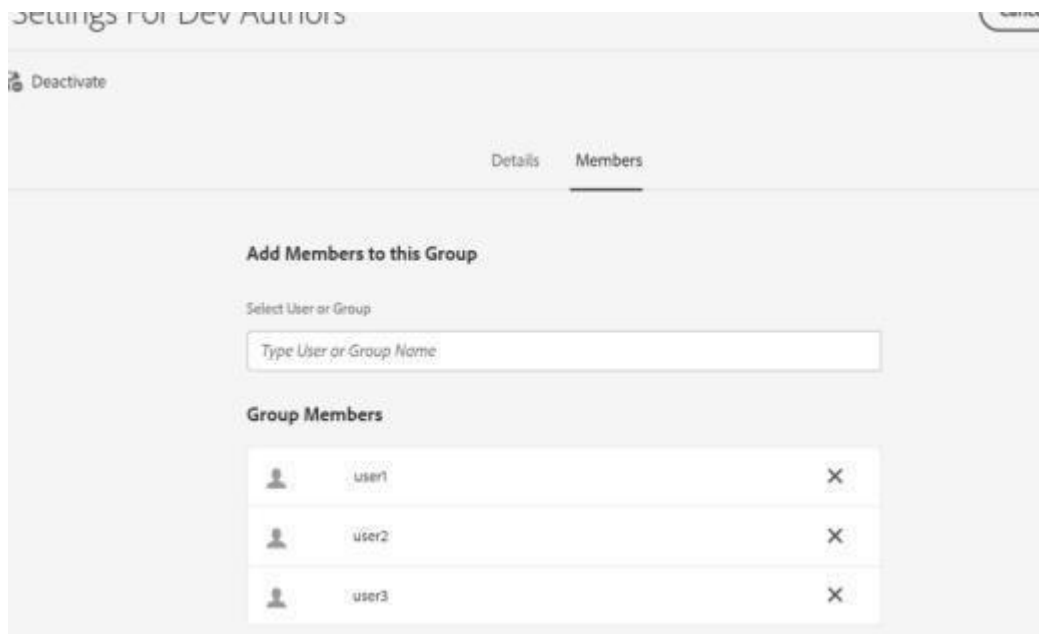 Settings For Dev Authors
Cance
Deactivate
Details Members
Add Members to this Group
Select User or Group
Type User or Group Name
Group Members
user1
user2
user3